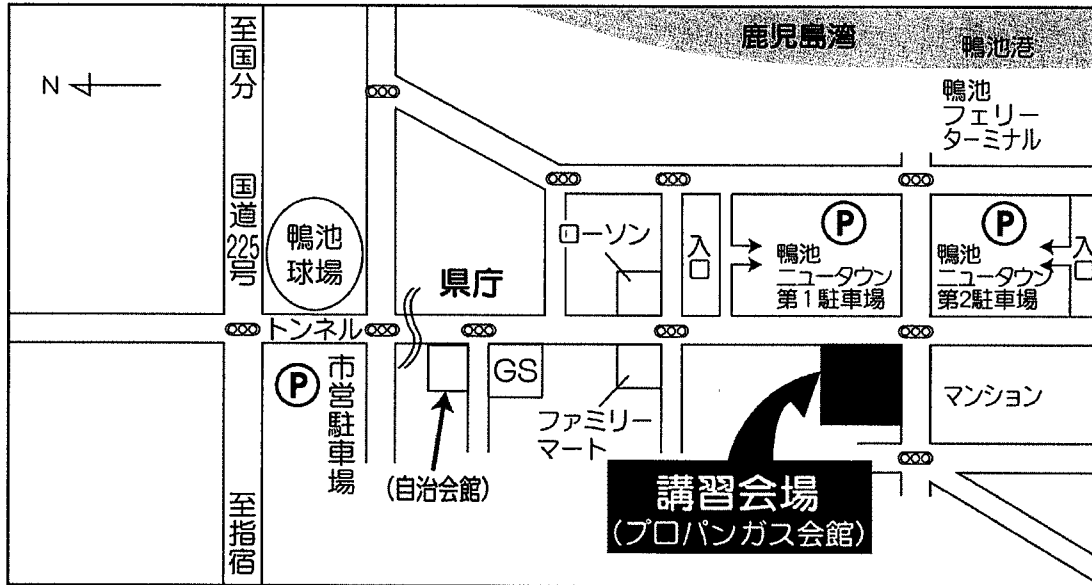 至国分
鹿児島湾
鴨池港
N
鴨池
フェリー
ターミナル
国道225号
鴨池
球場
ローソン
入口
P
鴨池
ニュータウン
第1駐車場
P
鴨池
ニュータウン
第2駐車場
入口
県庁
トンネル
P
市営駐車場
GS
ファミリー
マート
マンション
(自治会館)
講習会場
(プロパンガス会館)
至指宿